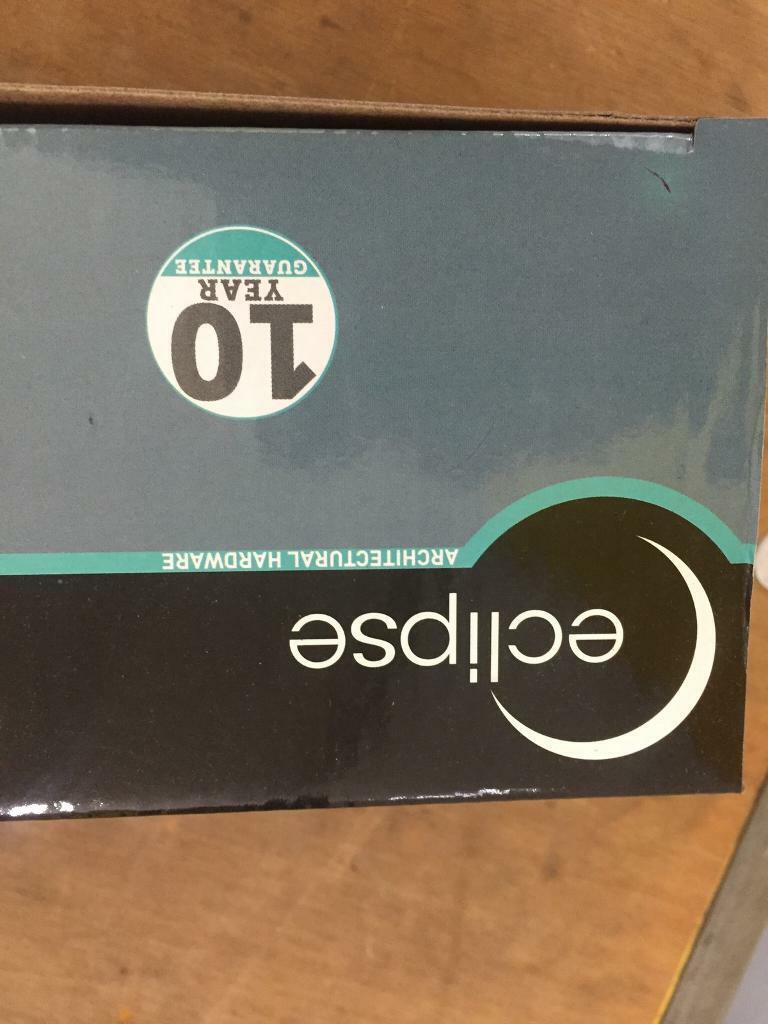 eclipse
ARCHITECTURAL HARDWARE
10
YEAR
GUARANTEE